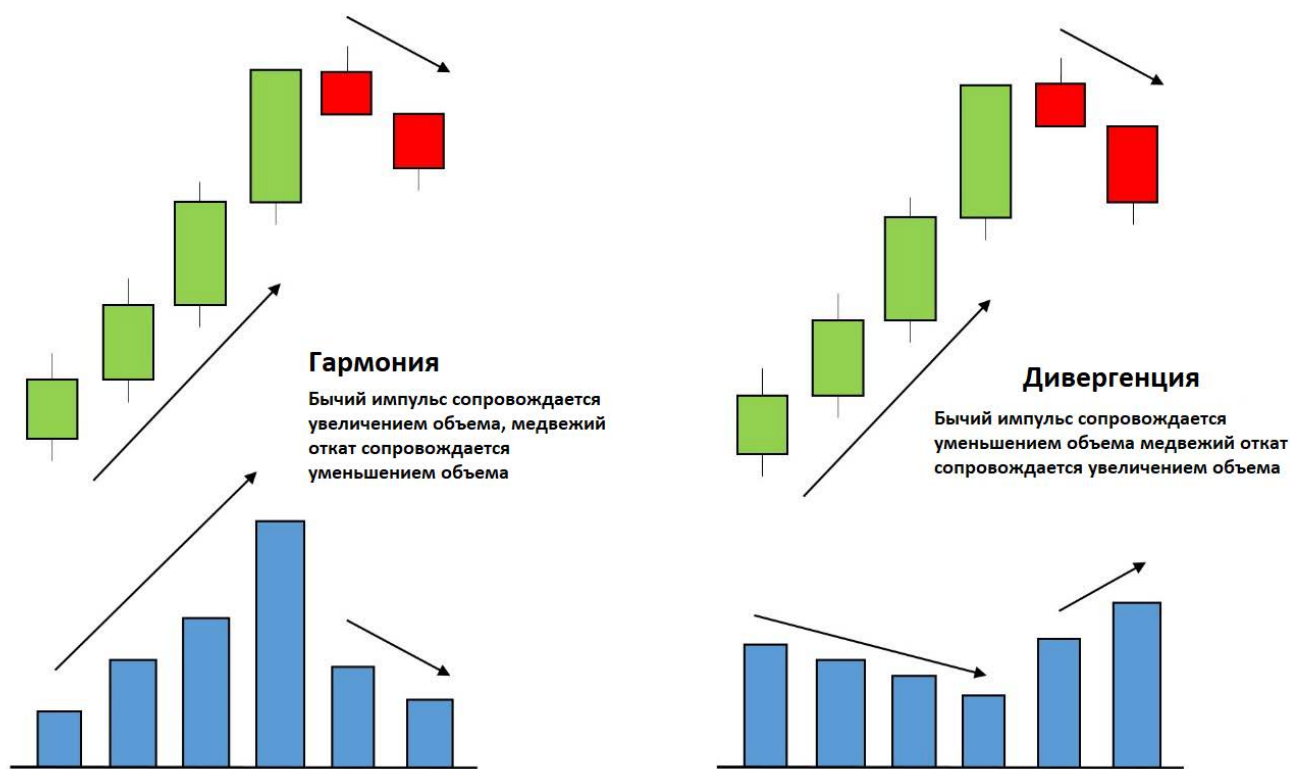 Гармония
Бычий импульс сопровождается
увеличением объема, медвежий
откат сопровождается
уменьшением объема
Дивергенция
Бычий импульс сопровождается
уменьшением объема медвежий откат
сопровождается увеличением объема